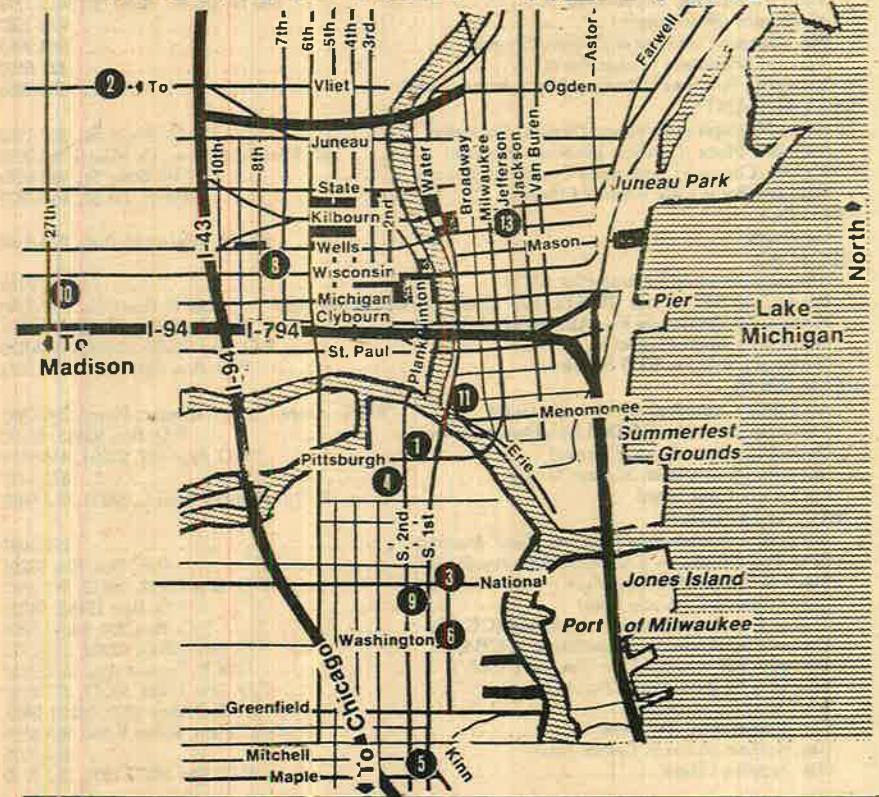 7th
6th
5th
4th
3rd
Astor
Farwell
2
To
Vliet
Ogden
Juneau
10th
8th
State
Water
Broadway
Milwaukee
Jefferson
Jackson
Van Buren
Juneau Park
27th
I-43
Kilbourn
2nd
13
Wells
Mason
8
Wisconsin
North
10
Michigan
Clybourn
Plankinton
Pier
Lake
Michigan
I-94
I-794
To
Madison
St. Paul
I-94
11
Menomonee
Summerfest
Grounds
1
Erie
Pittsburgh
4
S. 2nd
S. 1st
3
National
Jones Island
9
Port of Milwaukee
Washington
6
To Chicago
Greenfield
Mitchell
5
Kinn
Maple